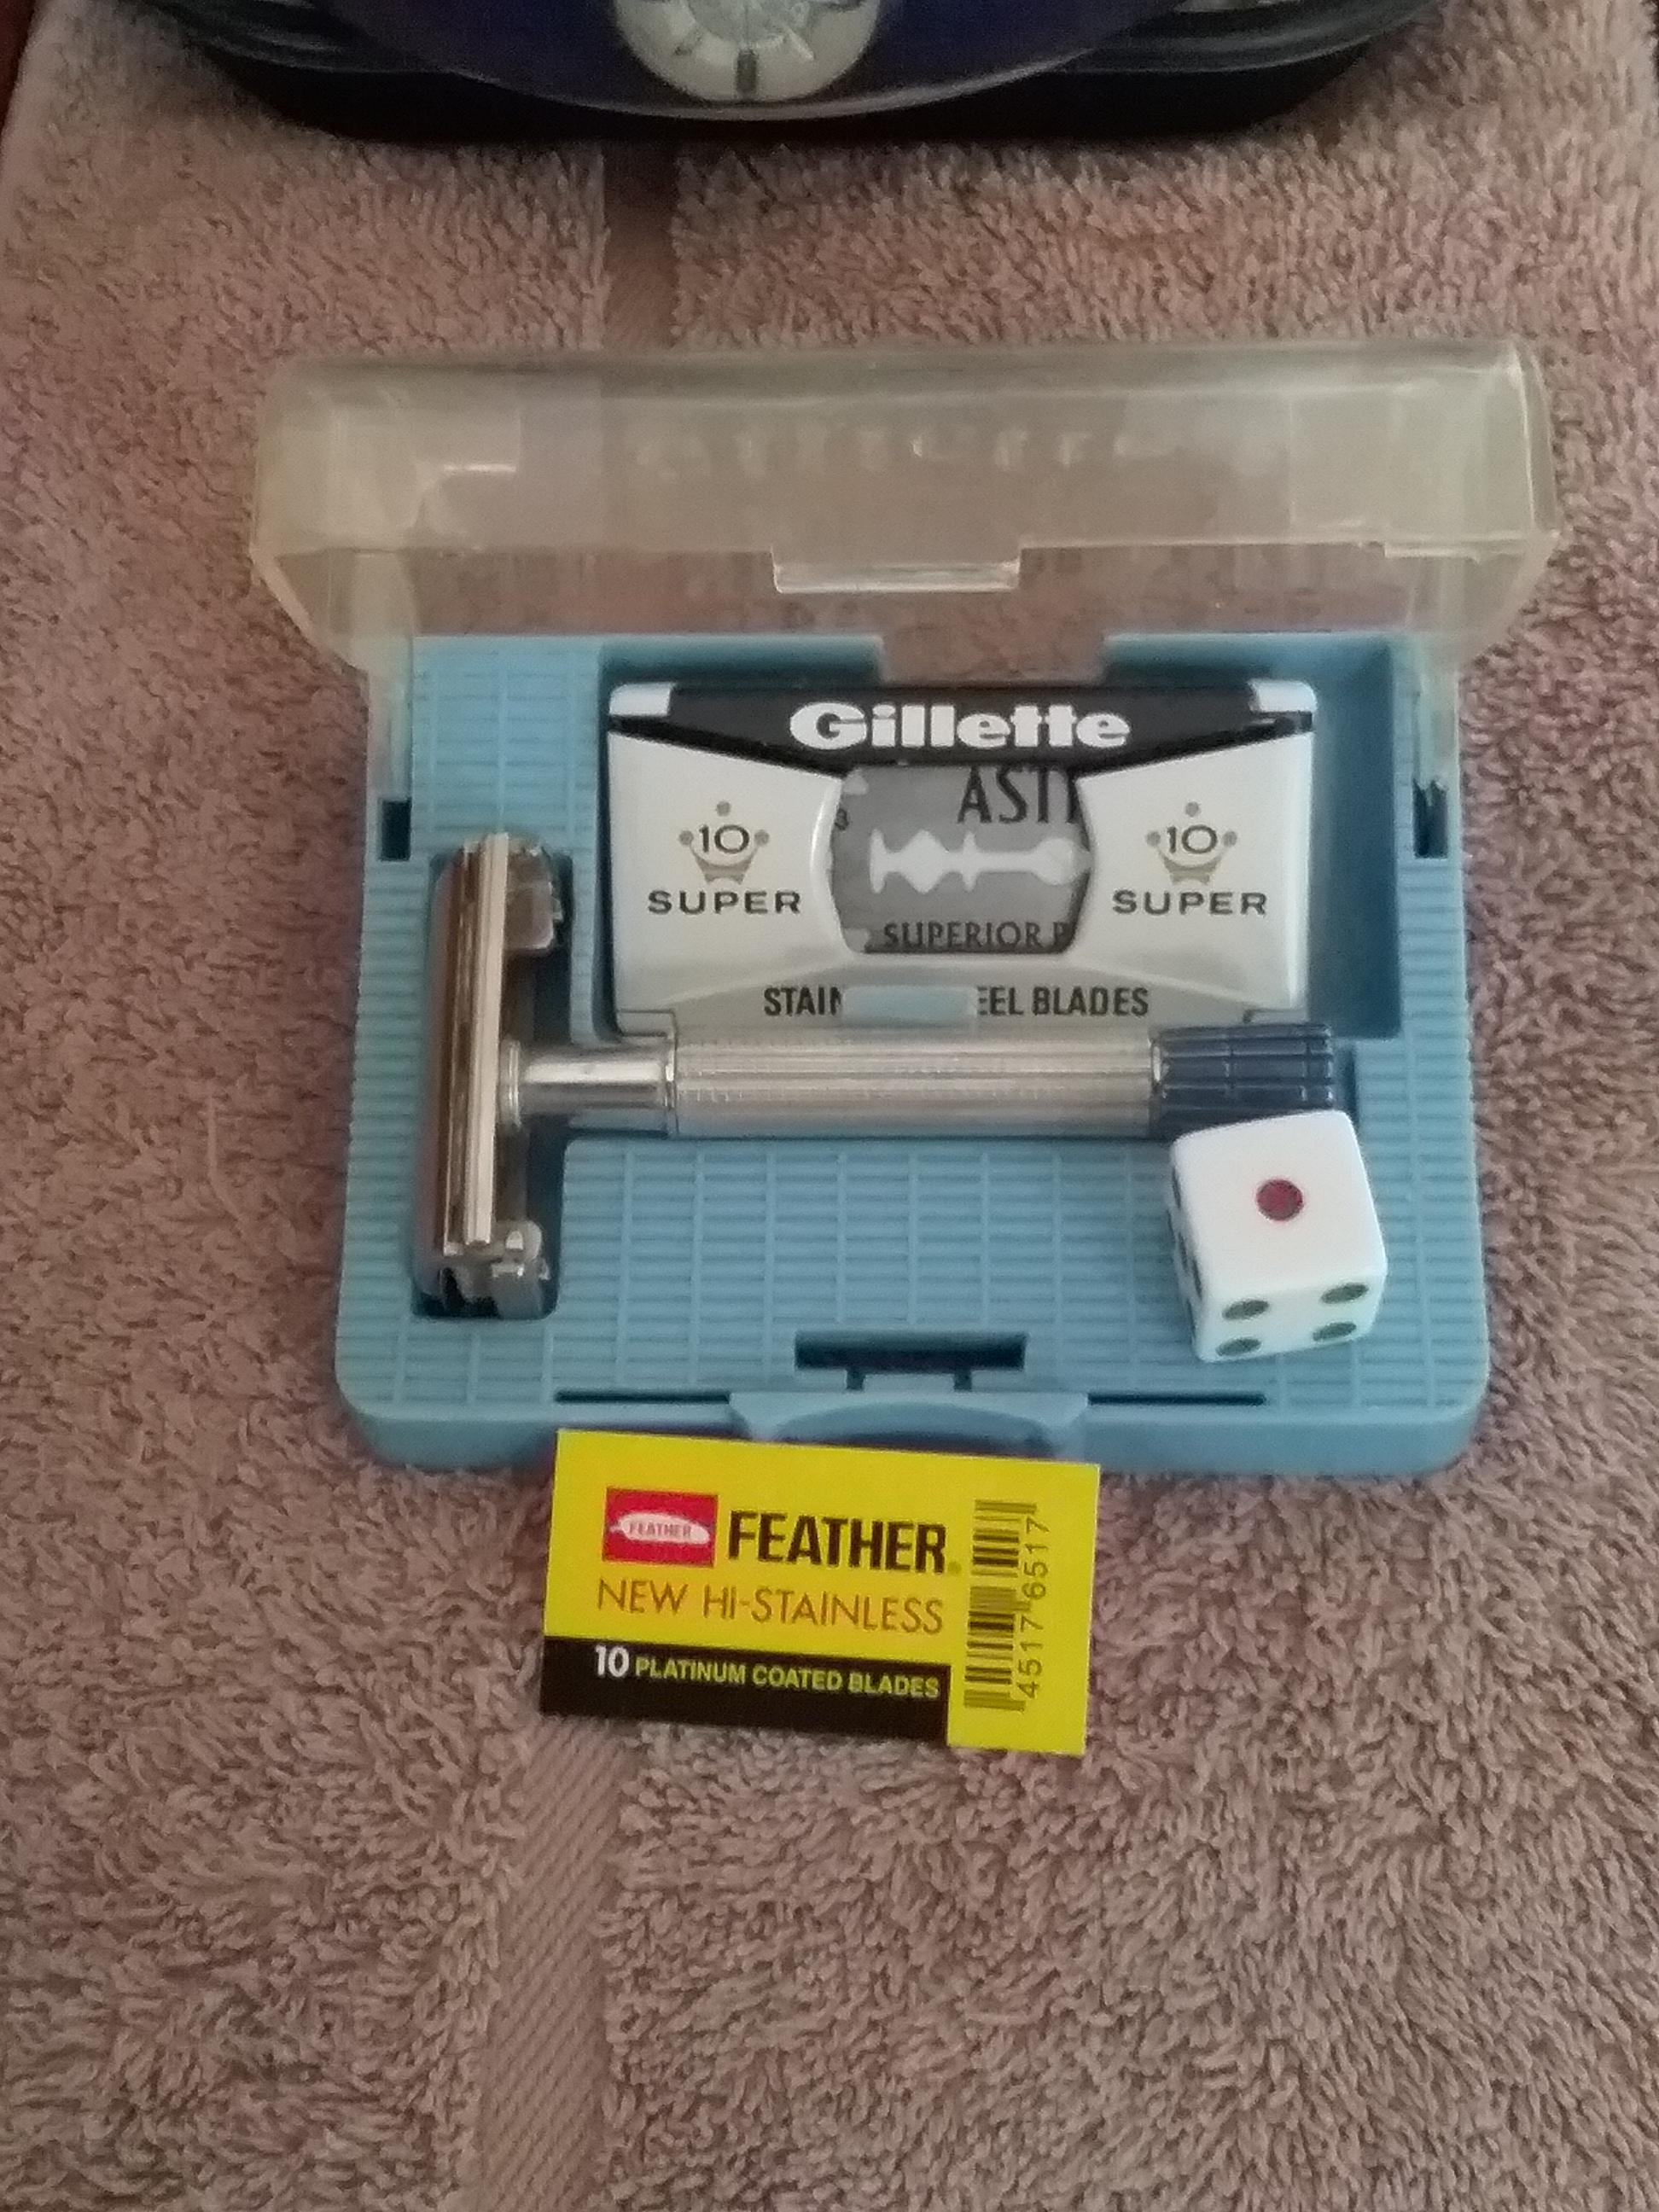 Gillette
ASTR
10
10
SUPER
SUPER
SUPERIOR P
STAIN EEL BLADES
FEATHER
FEATHER
NEW HI-STAINLESS
10 PLATINUM COATED BLADES
4517 6517